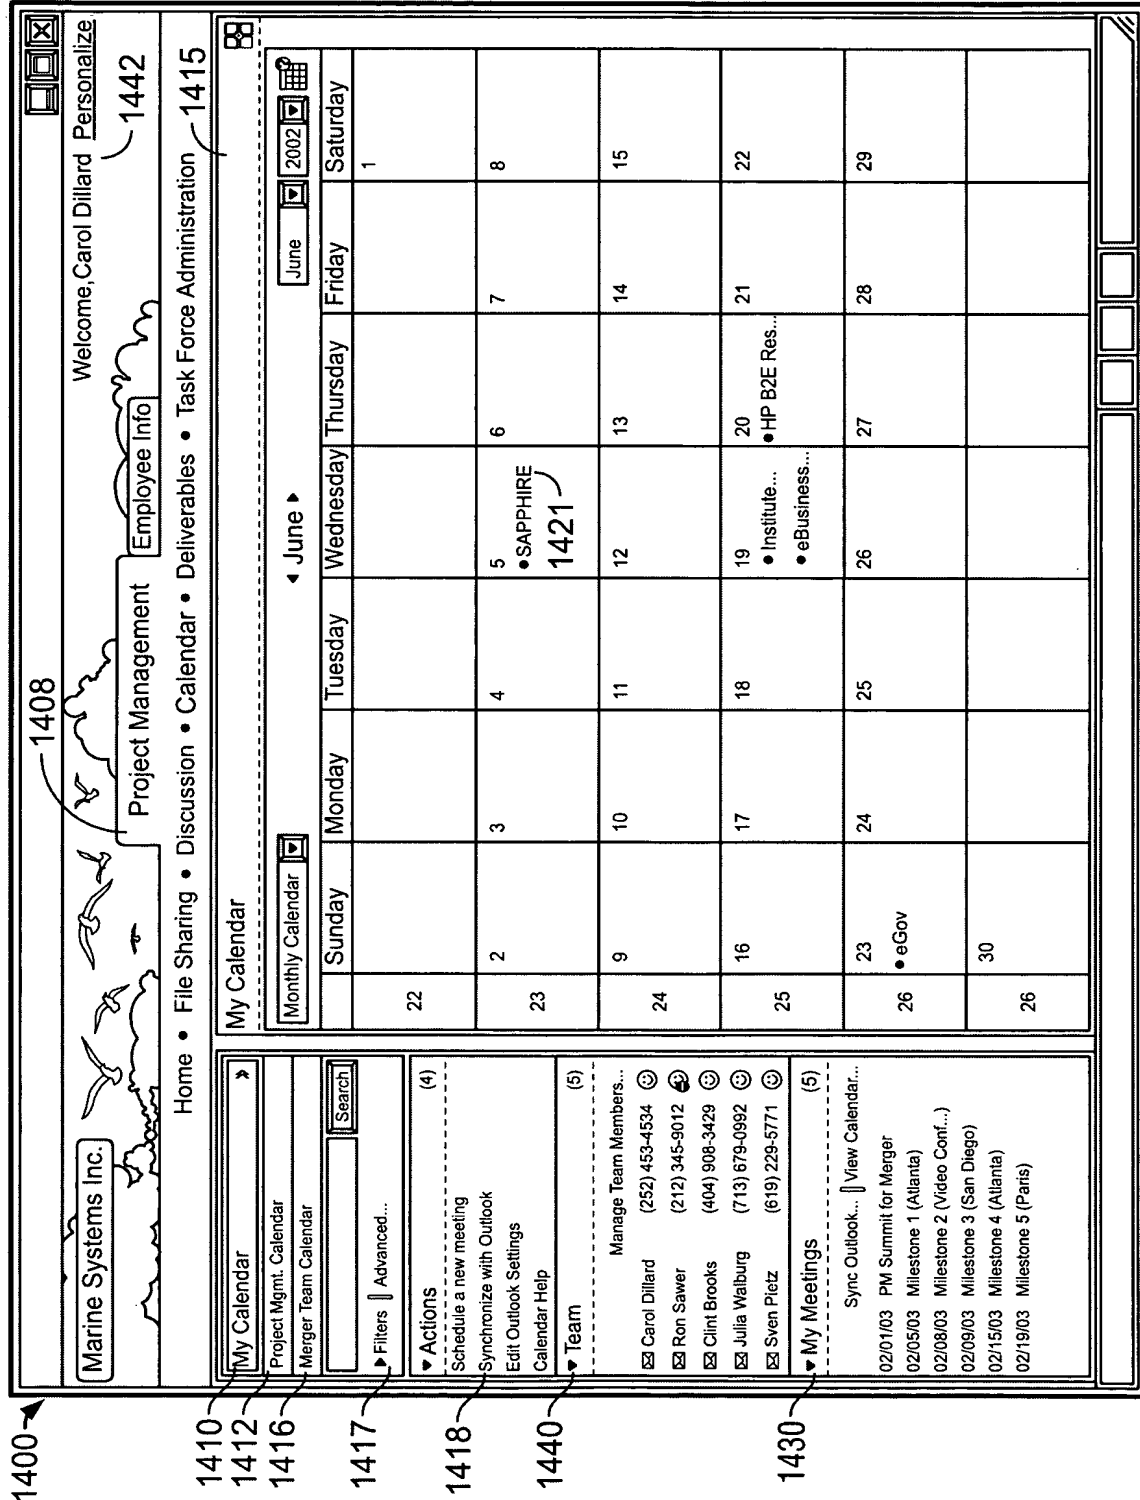 1400
1408
Welcome,Carol Dillard Personalize
1442
Marine Systems Inc.
Project Management
Employee Info
Home • File Sharing • Discussion • Calendar • Deliverables • Task Force Administration
1415
1410
My Calendar »
1412
Project Mgmt. Calendar
1416
Merger Team Calendar
Search
1417
Filters Advanced...
Actions (4)
Schedule a new meeting
1418
Synchronize with Outlook
Edit Outlook Settings
Calendar Help
1440
Team (5)
Manage Team Members...
Carol Dillard (252) 453-4534
Ron Sawer (212) 345-9012
Clint Brooks (404) 908-3429
Julia Walburg (713) 679-0992
Sven Pletz (619) 229-5771
1430
My Meetings (5)
Sync Outlook... View Calendar...
02/01/03 PM Summit for Merger
02/05/03 Milestone 1 (Atlanta)
02/08/03 Milestone 2 (Video Conf...)
02/09/03 Milestone 3 (San Diego)
02/15/03 Milestone 4 (Atlanta)
02/19/03 Milestone 5 (Paris)
My Calendar
Monthly Calendar June June 2002
Sunday Monday Tuesday Wednesday Thursday Friday Saturday
22 1
23 2 3 4 5 6 7 8
• SAPPHIRE
1421
24 9 10 11 12 13 14 15
25 16 17 18 19 20 21 22
• Institute... • HP B2E Res...
• eBusiness...
26 23 24 25 26 27 28 29
• eGov
26 30